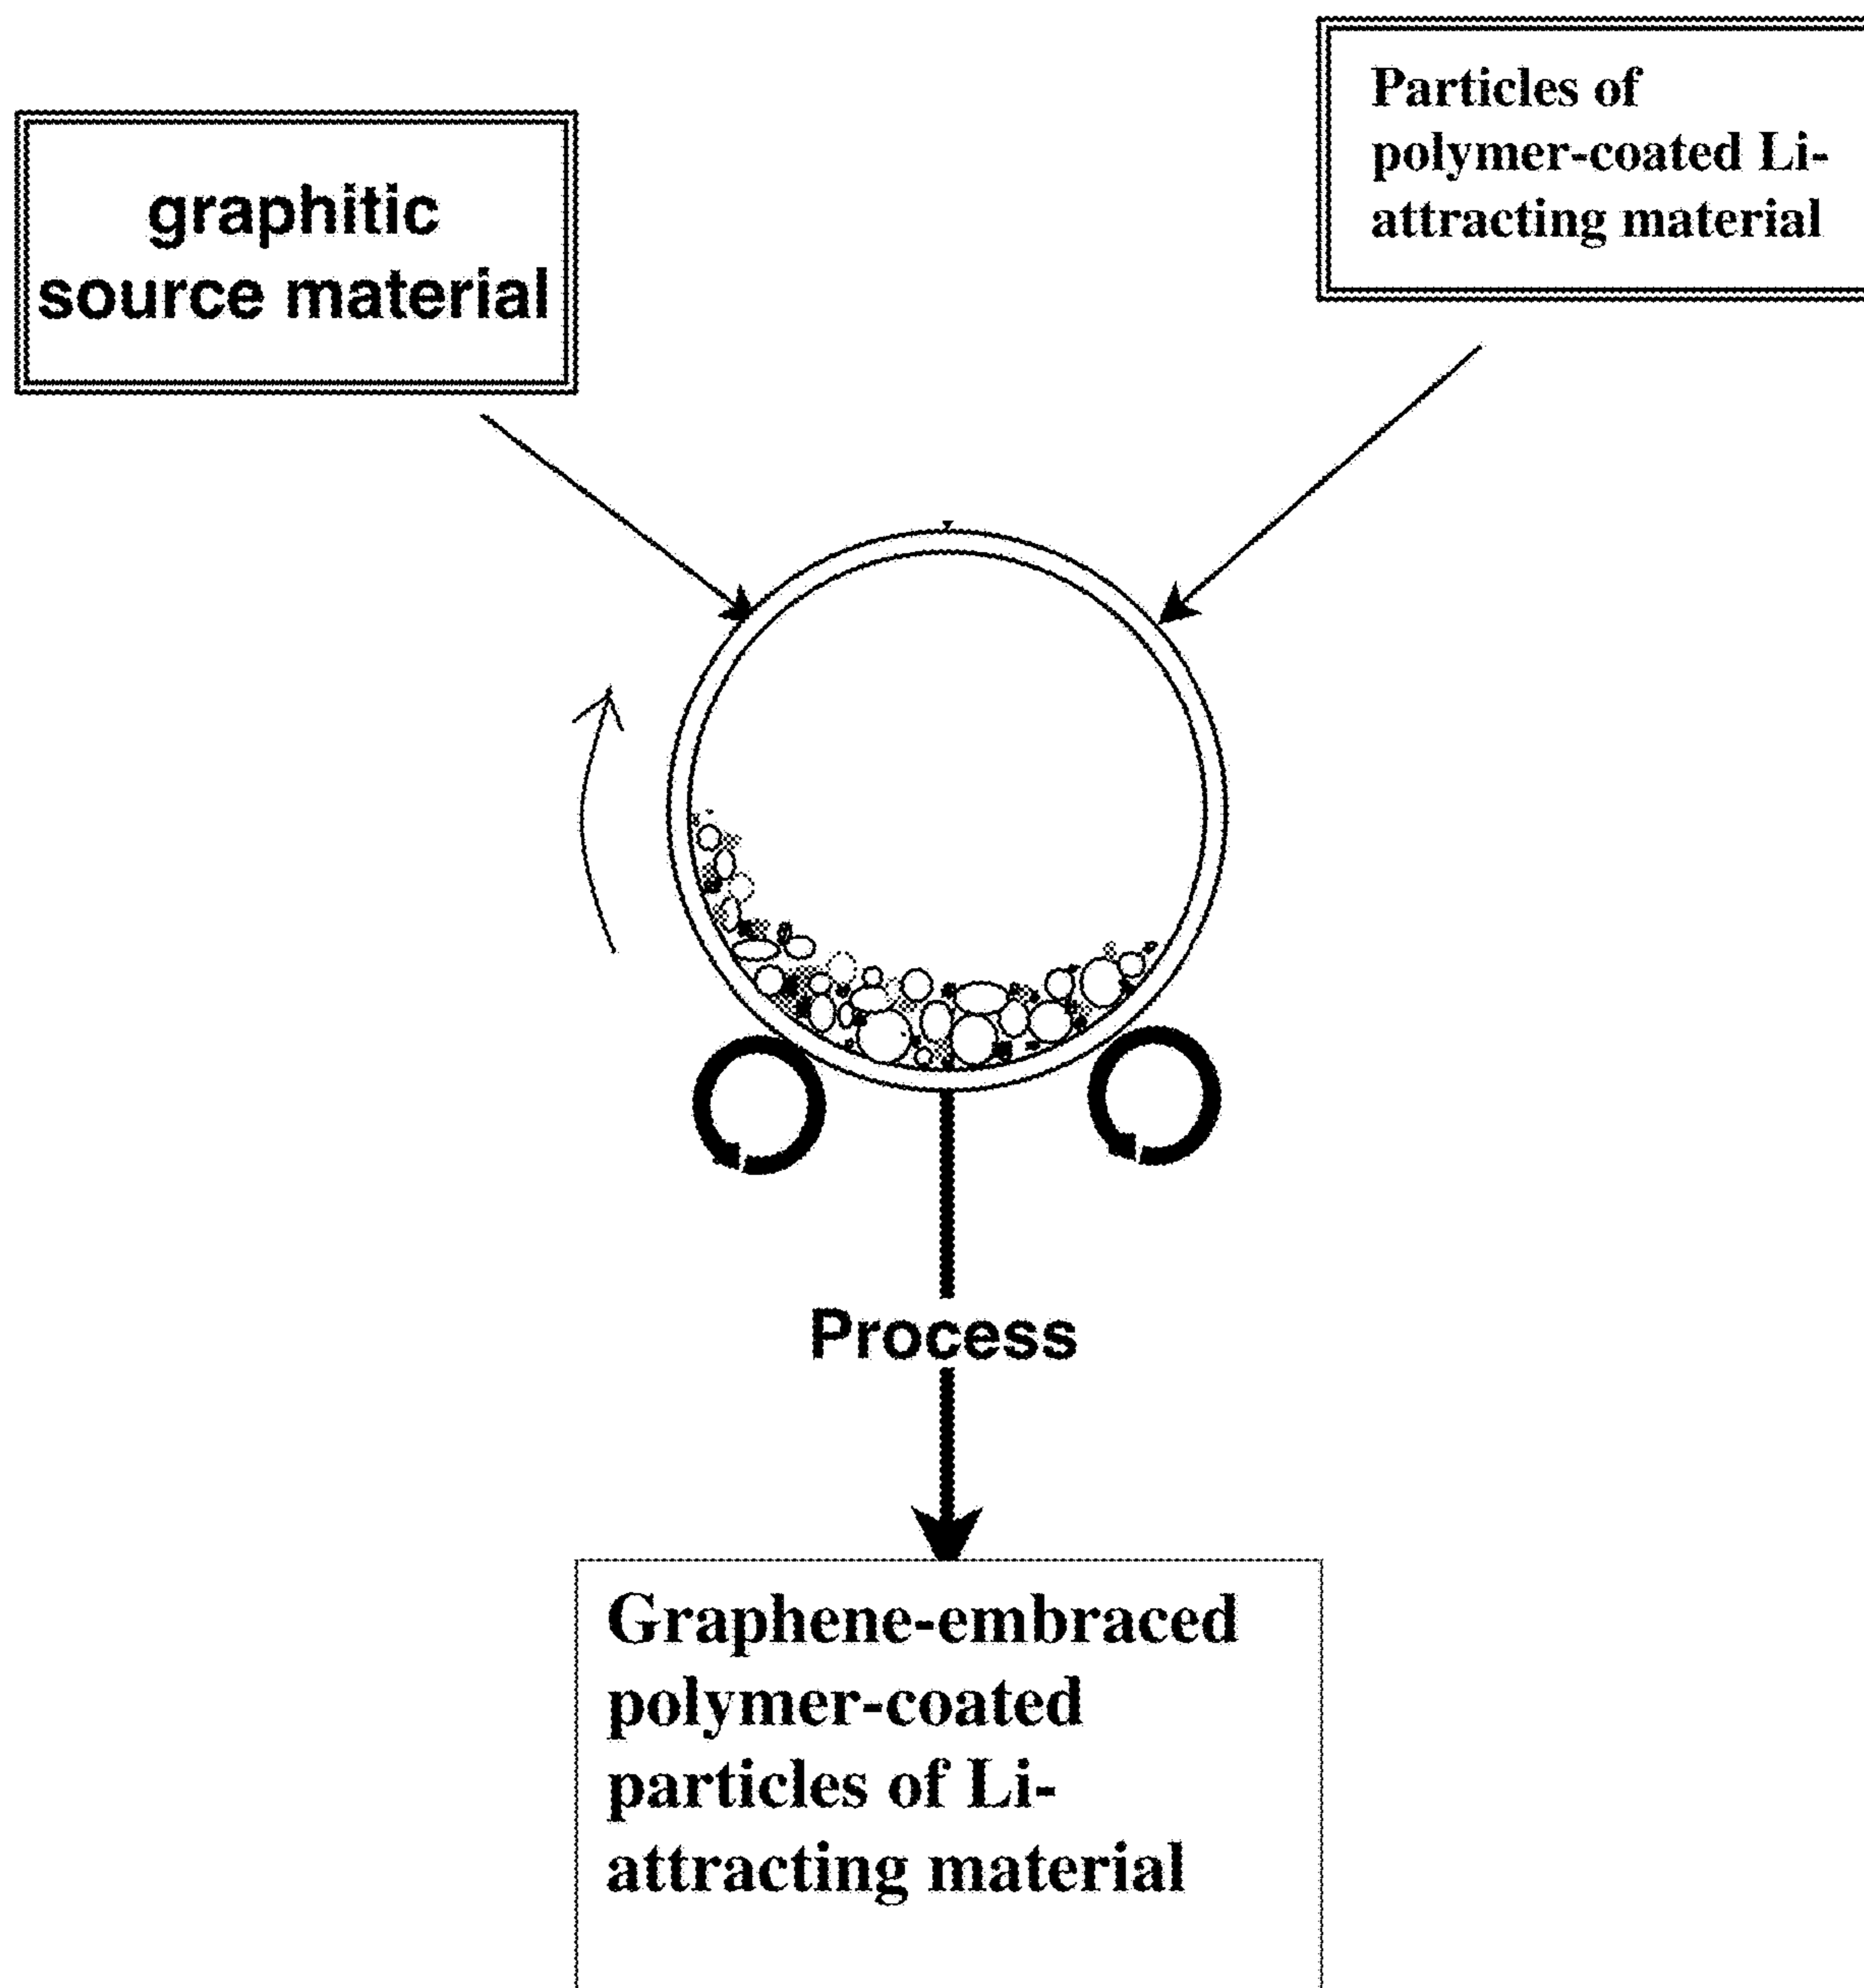 graphitic
source material
Particles of
polymer-coated Li-
attracting material
Process
Graphene-embraced
polymer-coated
particles of Li-
attracting material